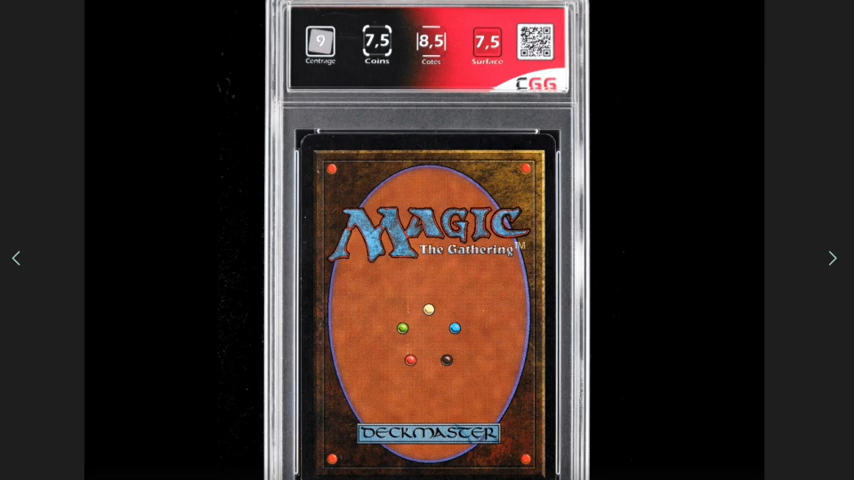 9 7,5 8,5 7,5
Centrage Coins Cotes Surface
CGG
MAGIC
The Gathering™
DECKMASTER